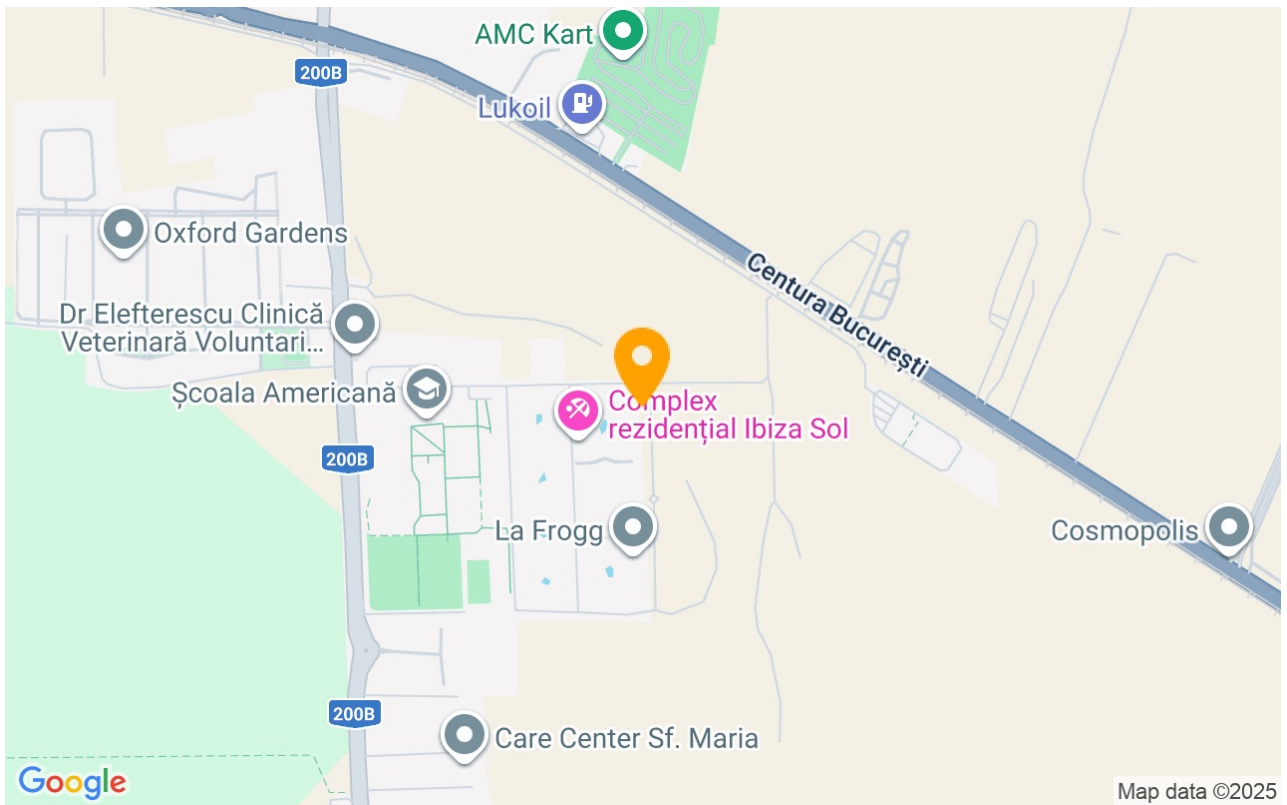 AMC Kart
200B
Lukoil
Oxford Gardens
Centura București
Dr Elefterescu Clinică
Veterinară Voluntari...
Școala Americană
Complex
rezidențial Ibiza Sol
200B
La Frogg
Cosmopolis
200B
Care Center Sf. Maria
Google
Map data ©2025